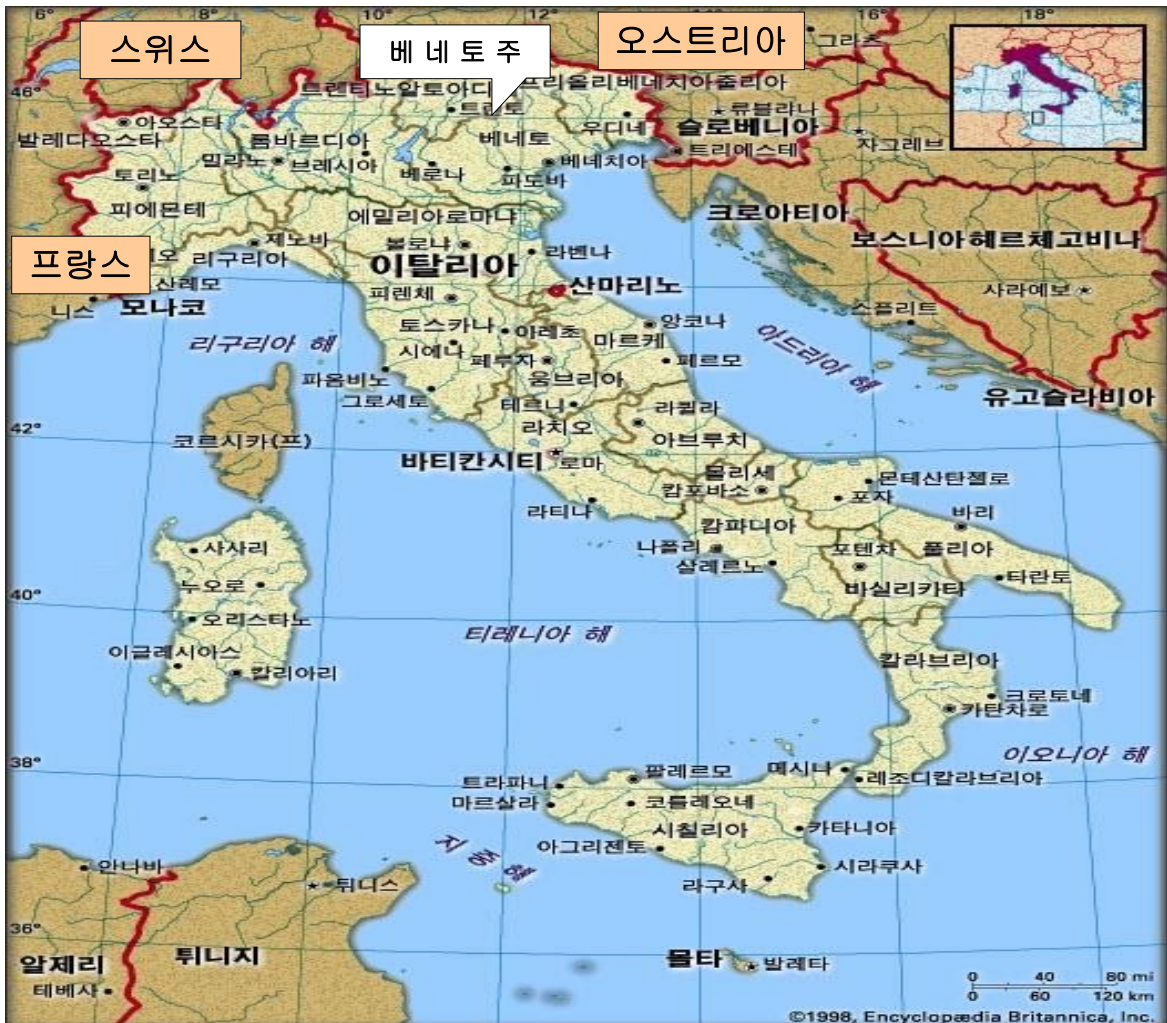 6° 8° 10° 12° 16° 18°
스위스
베 네 토 주
오스트리아
그라츠
46°
트렌티노알토아디
프리올리베네치아줄리아
아오스타
트렌토
류블랴나
발레다오스타
롬바르디아
베네토
우디네
슬로베니아
밀라노
브레시아
베네치아
트리에스테
자그레브
토리노
베로나
파도바
피에몬테
에밀리아로마냐
크로아티아
제노바
볼로냐
라벤나
보스니아헤르체고비나
프랑스
오
리구리아
이탈리아
산레모
피렌체
산마리노
사라예보
니스
모나코
스플리트
토스카나
아레초
앙코나
리구리아 해
시에나
마르케
아드리아 해
페루자
페르모
파옴비노
움브리아
유고슬라비아
그로세토
테르니
라퀼라
42°
라치오
코르시카(프)
아브루치
바티칸시티
로마
몰리세
몬테산탄젤로
캄포바소
포자
라티나
바리
캄파니아
사사리
나폴리
포텐차
풀리아
살레르노
누오로
바실리카타
타란토
40°
오리스타노
티레니아 해
이글레시아스
칼리아리
칼라브리아
크로토네
카탄차로
이오니아 해
38°
트라파니
팔레르모
메시나
레조디칼라브리아
마르살라
코를레오네
시칠리아
카타니아
지중해
아그리젠토
시라쿠사
안나바
튀니스
라구사
36°
알제리
튀니지
몰타
발레타
테베사
0 40 80 mi
0 60 120 km
©1998, Encyclopædia Britannica, Inc.